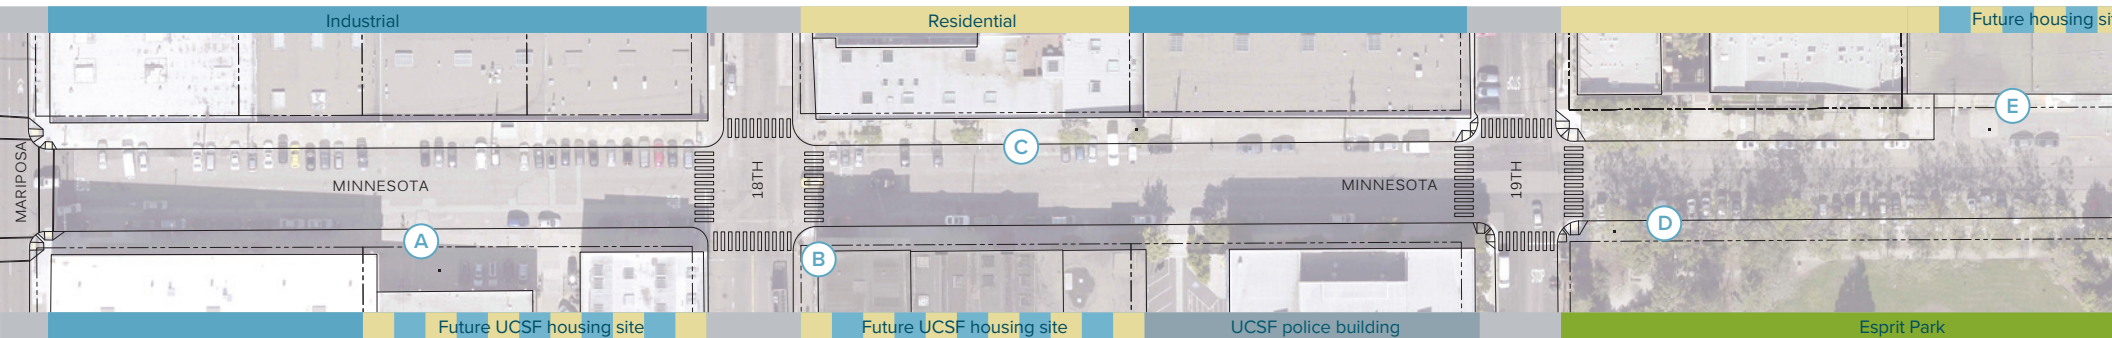 Industrial
Residential
Future housing si
MARIPOSA
MINNESOTA
18TH
C
MINNESOTA
19TH
E
A
B
D
Future UCSF housing site
Future UCSF housing site
UCSF police building
Esprit Park